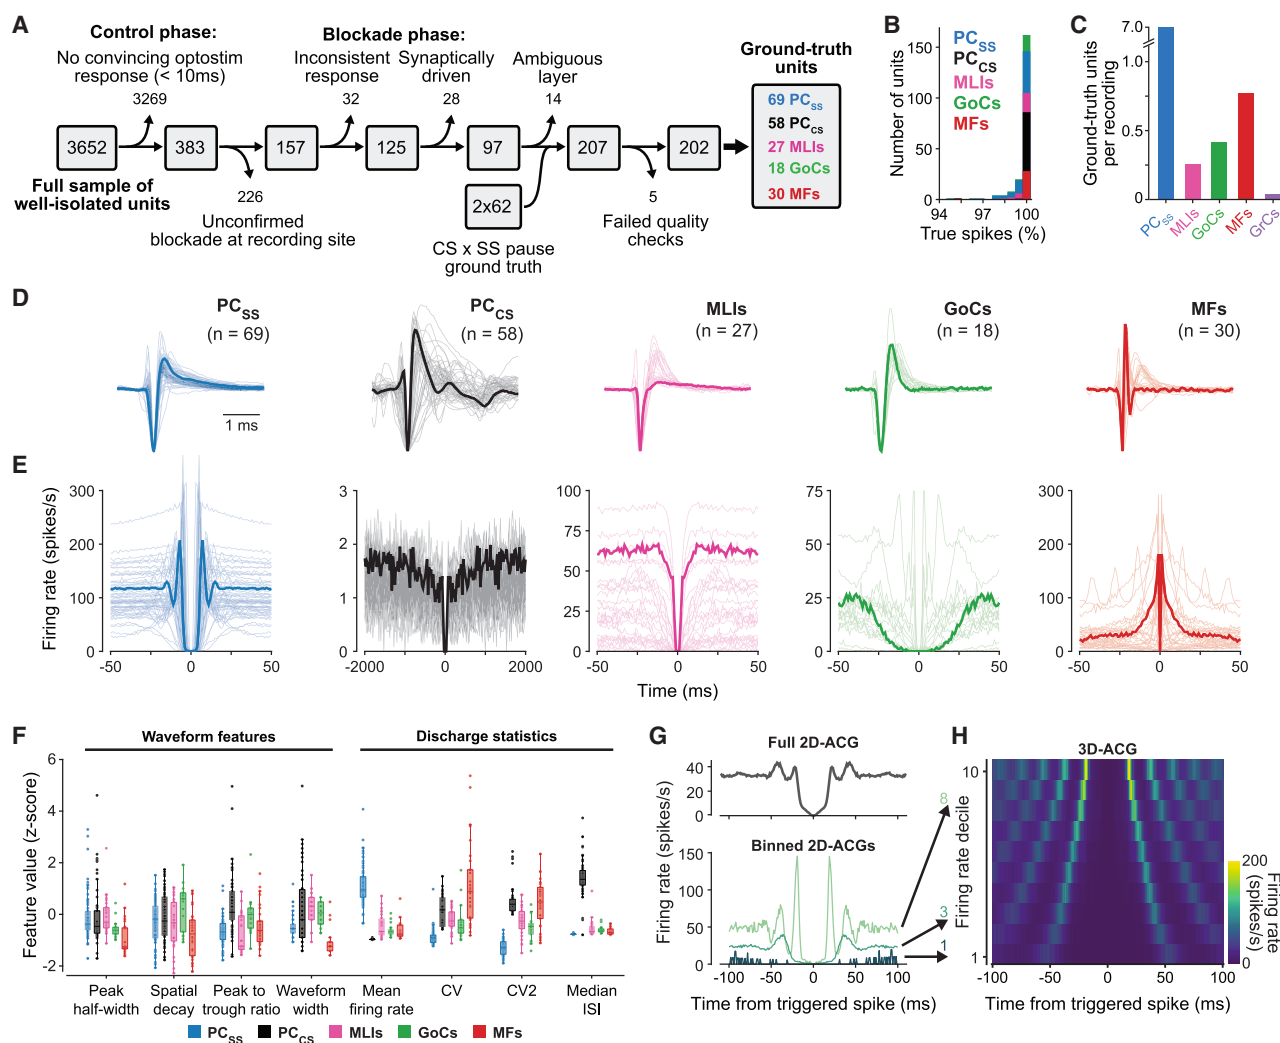 A
Control phase:
No convincing optostim
response (< 10ms)
3269
Blockade phase:
Inconsistent
response
32
Synaptically
driven
28
Ambiguous
layer
14
3652
383
157
125
97
207
202
Full sample of
well-isolated units
226
Unconfirmed
blockade at recording site
2x62
CS x SS pause
ground truth
5
Failed quality
checks
Ground-truth
units
69 PCSS
58 PCCS
27 MLIs
18 GoCs
30 MFs
B
Number of units
150
100
50
0
PCSS
PCCS
MLIs
GoCs
MFs
94 97 100
True spikes (%)
C
Ground-truth units
per recording
7.0
1.0
0.5
0
PCSS MLIs GoCs MFs GrCs
D
PCSS
(n = 69)
PCCS
(n = 58)
MLIs
(n = 27)
GoCs
(n = 18)
MFs
(n = 30)
1 ms
E
Firing rate (spikes/s)
300
200
100
0
-50 0 50
3
2
1
0
-2000 0 2000
100
75
50
25
0
-50 0 50
75
50
25
0
-50 0 50
300
200
100
0
-50 0 50
Time (ms)
F
Waveform features
Discharge statistics
Feature value (z-score)
6
4
2
0
-2
Peak
half-width
Spatial
decay
Peak to
trough ratio
Waveform
width
Mean
firing rate
CV
CV2
Median
ISI
PCSS PCCS MLIs GoCs MFs
G
Full 2D-ACG
40
20
0
Firing rate (spikes/s)
Binned 2D-ACGs
150
100
50
0
-100 -50 0 50 100
Time from triggered spike (ms)
8
3
1
H
3D-ACG
Firing rate decile
10
1
-100 -50 0 50 100
Time from triggered spike (ms)
200
0
Firing rate
(spikes/s)